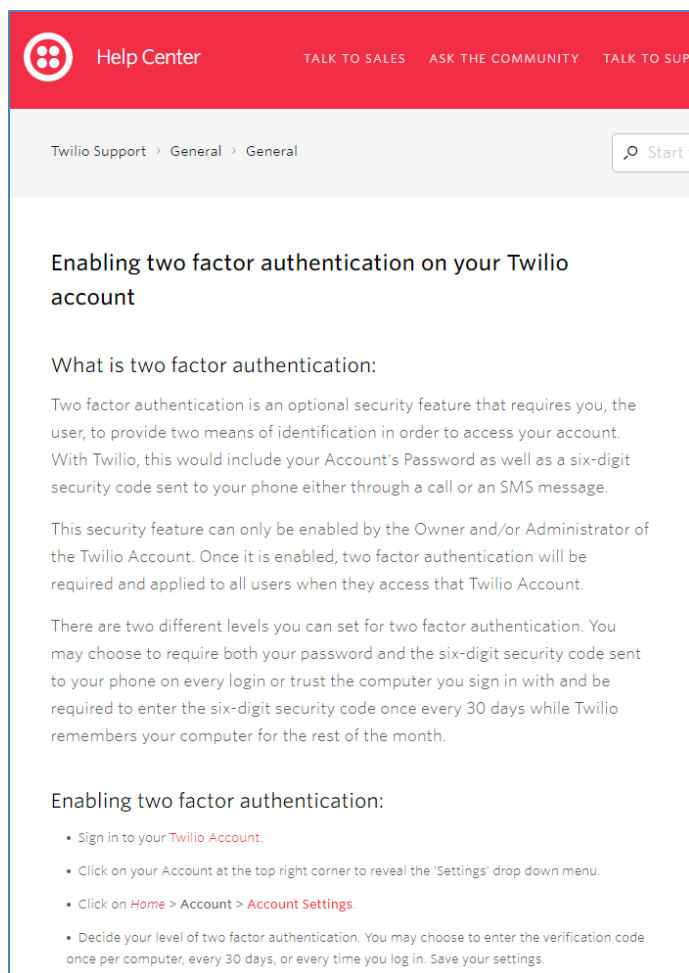 Help Center
TALK TO SALES ASK THE COMMUNITY TALK TO SUP
Twilio Support > General > General
Start
Enabling two factor authentication on your Twilio
account
What is two factor authentication:
Two factor authentication is an optional security feature that requires you, the
user, to provide two means of identification in order to access your account.
With Twilio, this would include your Account's Password as well as a six-digit
security code sent to your phone either through a call or an SMS message.
This security feature can only be enabled by the Owner and/or Administrator of
the Twilio Account. Once it is enabled, two factor authentication will be
required and applied to all users when they access that Twilio Account.
There are two different levels you can set for two factor authentication. You
may choose to require both your password and the six-digit security code sent
to your phone on every login or trust the computer you sign in with and be
required to enter the six-digit security code once every 30 days while Twilio
remembers your computer for the rest of the month.
Enabling two factor authentication:
• Sign in to your Twilio Account.
• Click on your Account at the top right corner to reveal the 'Settings' drop down menu.
• Click on Home > Account > Account Settings.
• Decide your level of two factor authentication. You may choose to enter the verification code
once per computer, every 30 days, or every time you log in. Save your settings.